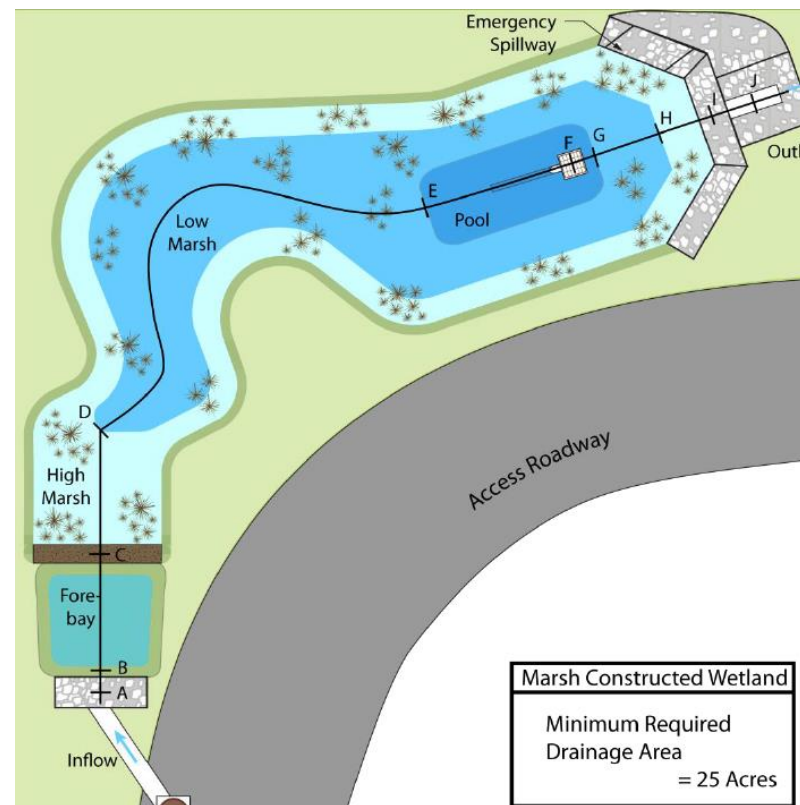 Emergency
Spillway
J
I
H
G
F
E
Pool
Outl
Low
Marsh
D
High
Marsh
C
Access Roadway
Fore-
bay
B
A
Inflow
Marsh Constructed Wetland
Minimum Required
Drainage Area
= 25 Acres